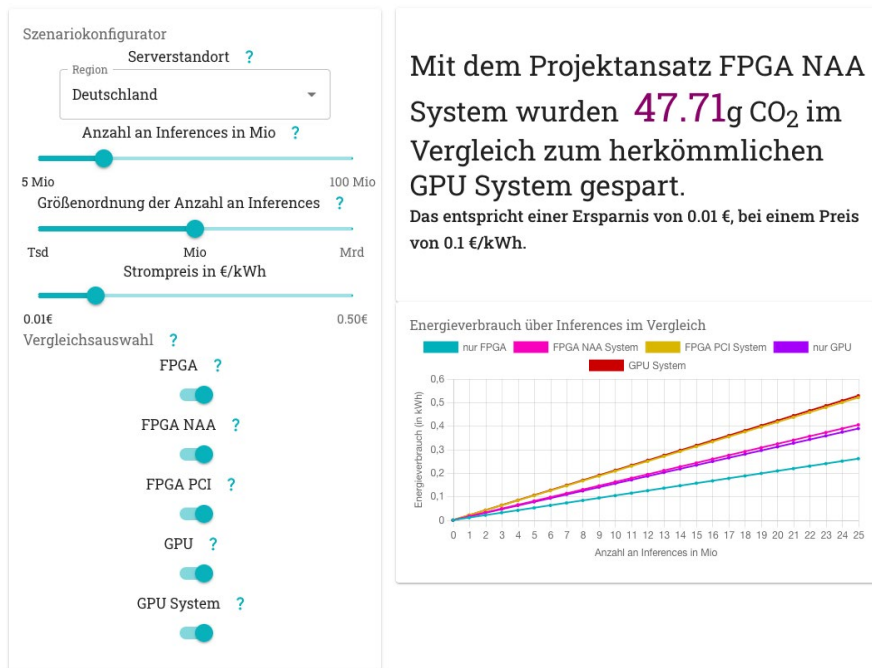 Szenariokonfigurator
Serverstandort ?
Region
Deutschland
Anzahl an Inferences in Mio ?
5 Mio 100 Mio
Größenordnung der Anzahl an Inferences ?
Tsd Mio Mrd
Strompreis in €/kWh
0.01€ 0.50€
Vergleichsauswahl ?
FPGA ?
FPGA NAA ?
FPGA PCI ?
GPU ?
GPU System ?
Mit dem Projektansatz FPGA NAA
System wurden 47.71g CO2 im
Vergleich zum herkömmlichen
GPU System gespart.
Das entspricht einer Ersparnis von 0.01 €, bei einem Preis
von 0.1 €/kWh.
Energieverbrauch über Inferences im Vergleich
nur FPGA FPGA NAA System FPGA PCI System nur GPU
GPU System
Energieverbrauch (in kWh)
0,6
0,5
0,4
0,3
0,2
0,1
0
0 1 2 3 4 5 6 7 8 9 10 11 12 13 14 15 16 17 18 19 20 21 22 23 24 25
Anzahl an Inferences in Mio